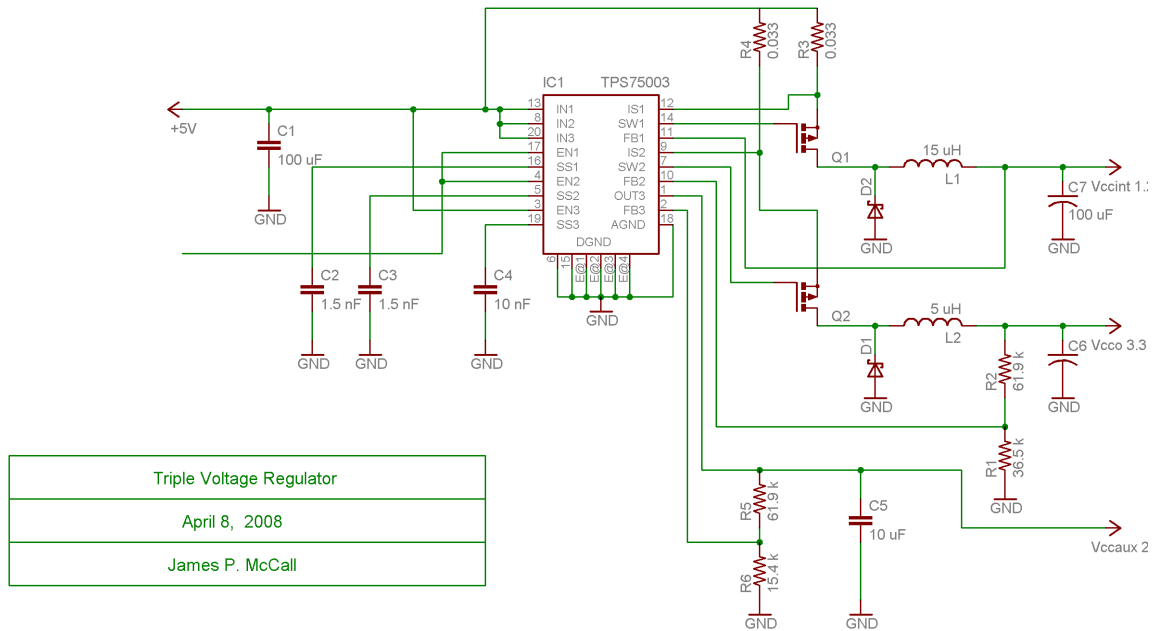 R4
0.033
R3
0.033
IC1 TPS75003
+5V
C1
100 uF
GND
13 IN1 IS1 12
8 IN2 SW1 14
20 IN3 FB1 11
17 EN1 IS2 9
16 SS1 SW2 7
4 EN2 FB2 10
5 SS2 OUT3 1
3 EN3 FB3 2
19 SS3 AGND 18
DGND
6 15 E@1 E@2 E@3 E@4
GND
Q1
15 uH
L1
D2
GND
C7
100 uF
GND
Vccint 1.
C2
1.5 nF
GND
C3
1.5 nF
GND
C4
10 nF
GND
Q2
5 uH
L2
D1
GND
C6
GND
Vcco 3.3
R2
61.9 k
R1
36.5 k
GND
R5
61.9 k
R6
15.4 k
GND
C5
10 uF
GND
Vccaux 2
Triple Voltage Regulator
April 8, 2008
James P. McCall